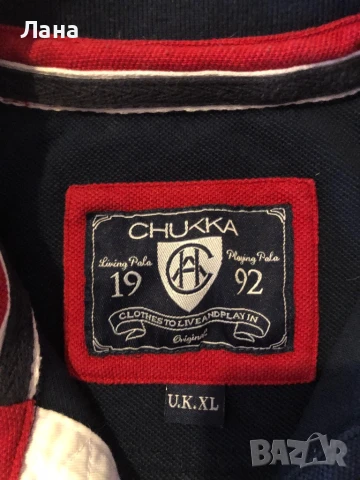 Лана
CHUKKA
Living Polo
Playing Polo
19 92
CLOTHES TO LIVE AND PLAY IN
Original
U.K. XL
BAZAR